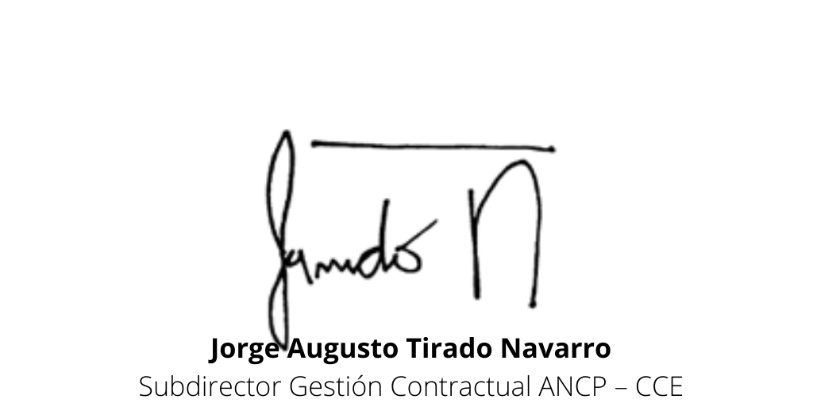 Jorge Augusto Tirado Navarro
Subdirector Gestión Contractual ANCP – CCE